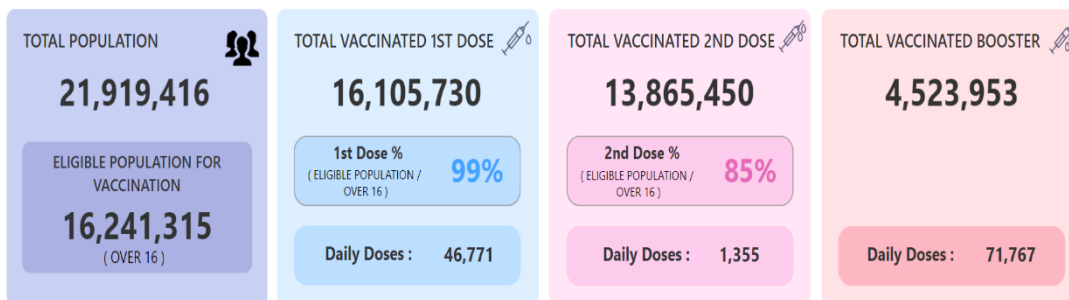 TOTAL POPULATION
21,919,416
ELIGIBLE POPULATION FOR
VACCINATION
16,241,315
( OVER 16 )
TOTAL VACCINATED 1ST DOSE
16,105,730
1st Dose %
( ELIGIBLE POPULATION /
OVER 16 )
99%
Daily Doses : 46,771
TOTAL VACCINATED 2ND DOSE
13,865,450
2nd Dose %
( ELIGIBLE POPULATION /
OVER 16 )
85%
Daily Doses : 1,355
TOTAL VACCINATED BOOSTER
4,523,953
Daily Doses : 71,767